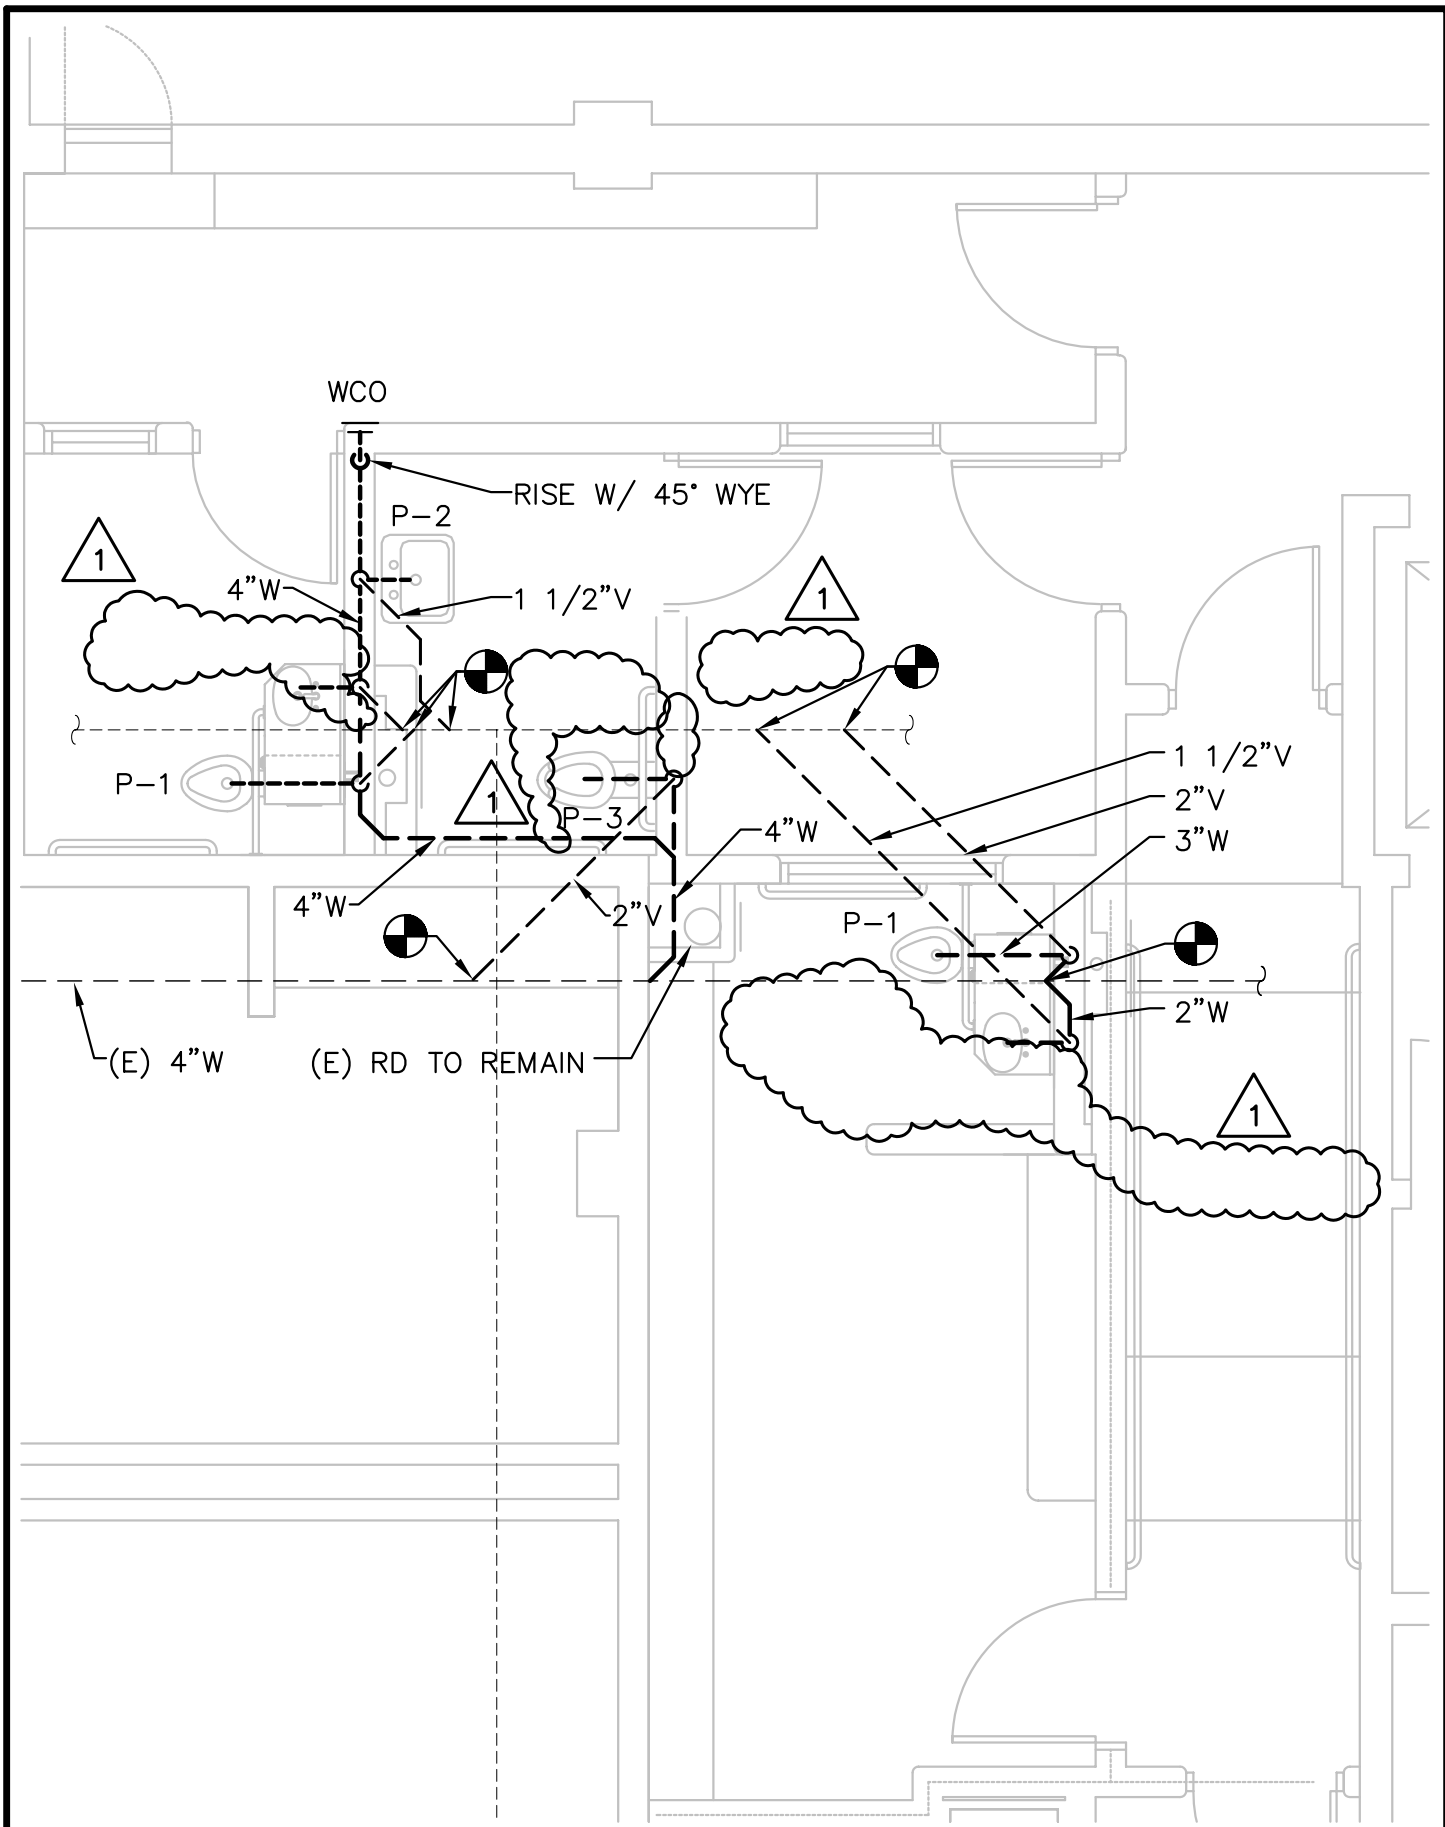 WCO
RISE W/ 45° WYE
P-2
1
4"W
1 1/2"V
1
P-1
1
P-3
1 1/2"V
2"V
3"W
4"W
4"W
2"V
P-1
2"W
(E) 4"W
(E) RD TO REMAIN
1